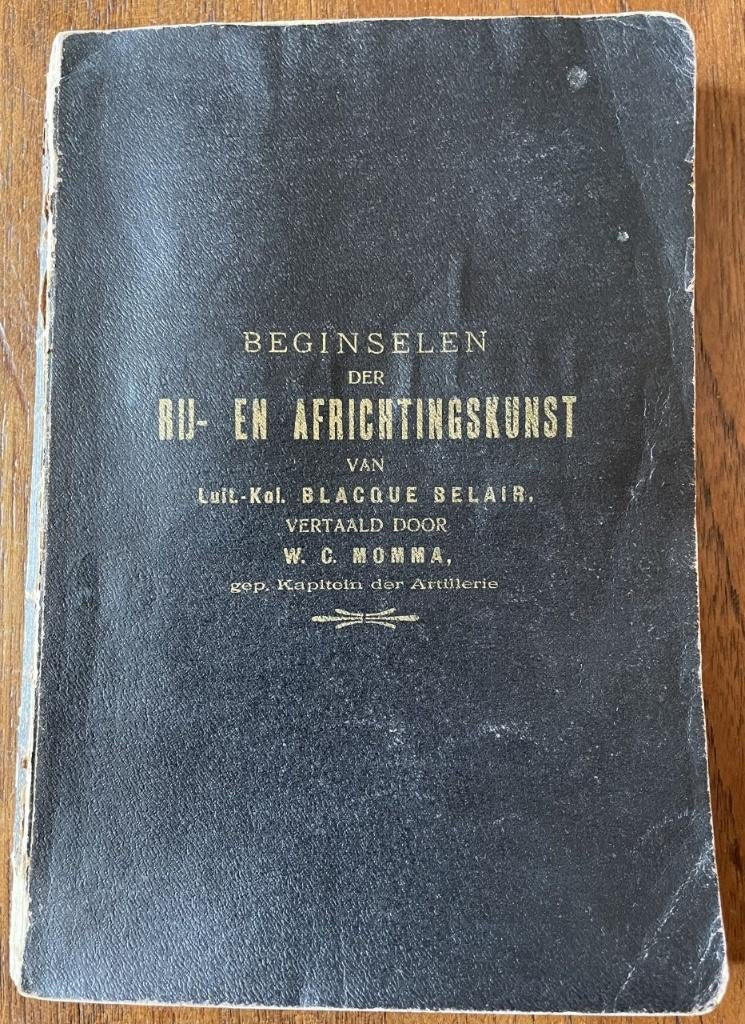 BEGINSELEN
DER
RIJ- EN AFRICHTINGSKUNST
VAN
Luit.-Kol. BLACQUE BELAIR,
VERTAALD DOOR
W. C. MOMMA,
gep. Kapitein der Artillerie